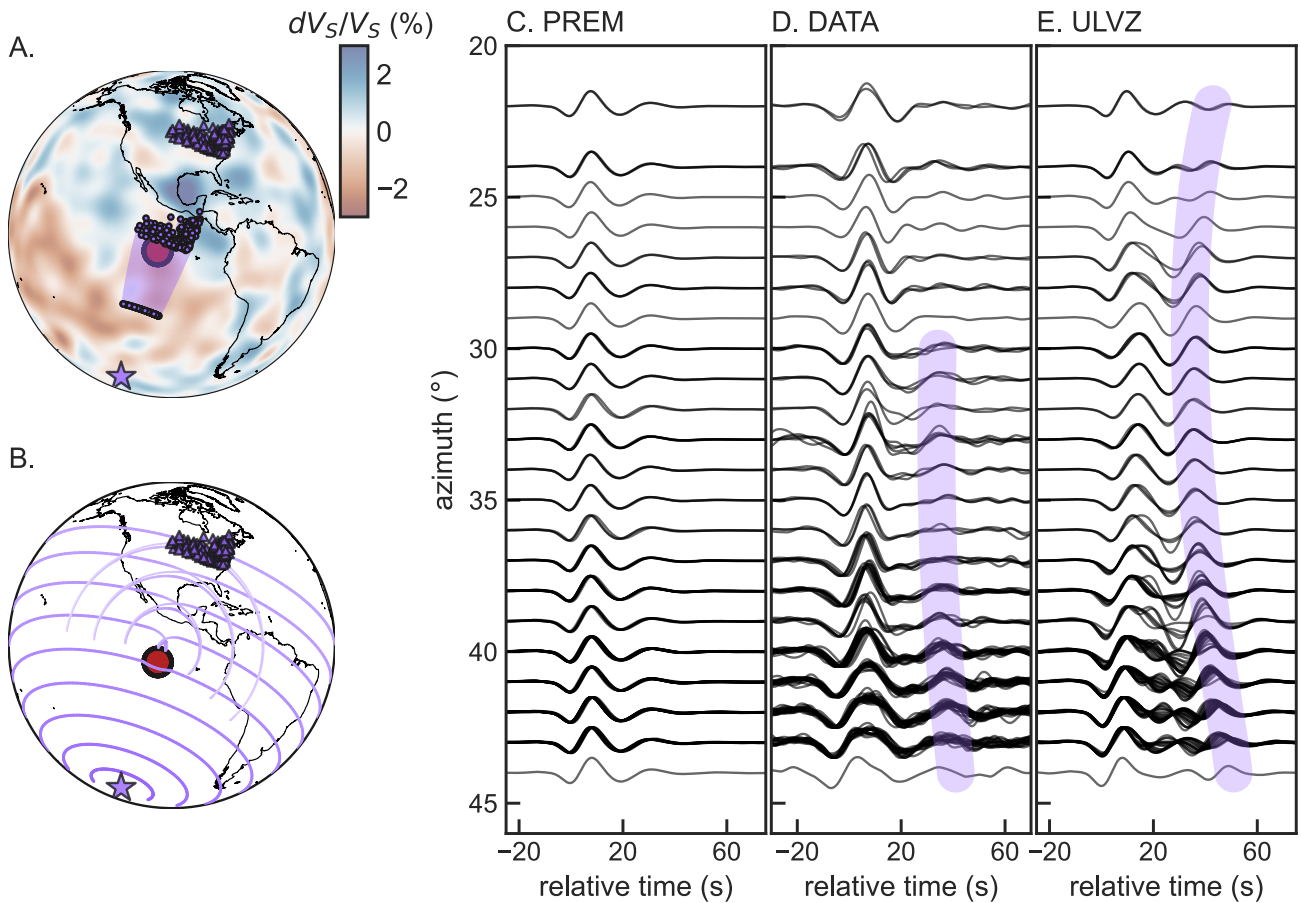 A.
dV_S/V_S (%)
2
0
−2
B.
C. PREM
D. DATA
E. ULVZ
20
25
30
35
40
45
azimuth (°)
−20
20
60
−20
20
60
−20
20
60
relative time (s)
relative time (s)
relative time (s)